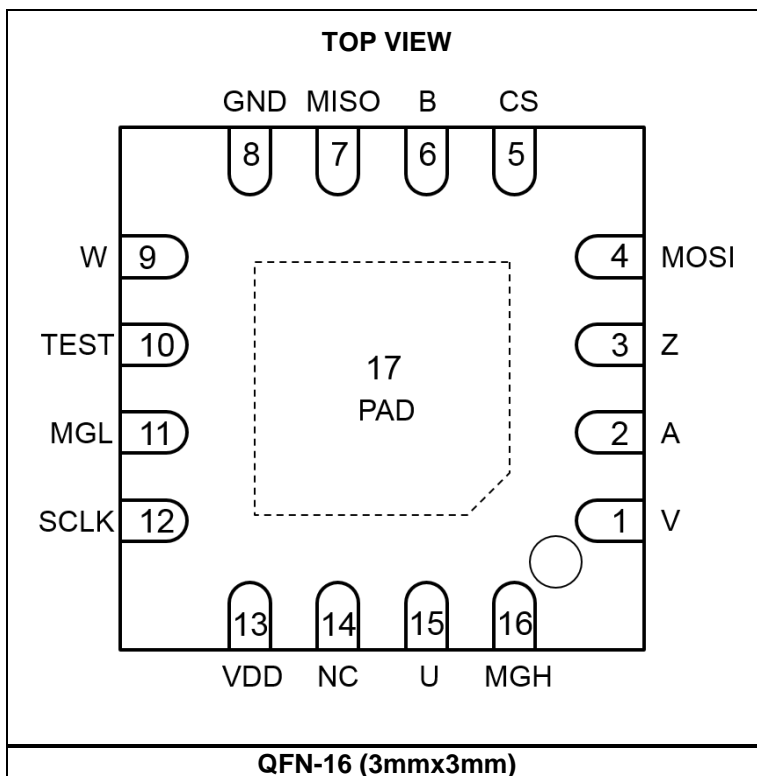 TOP VIEW
GND MISO B CS
8 7 6 5
W 9 4 MOSI
TEST 10 3 Z
17
PAD
MGL 11 2 A
SCLK 12 1 V
13 14 15 16
VDD NC U MGH
QFN-16 (3mmx3mm)